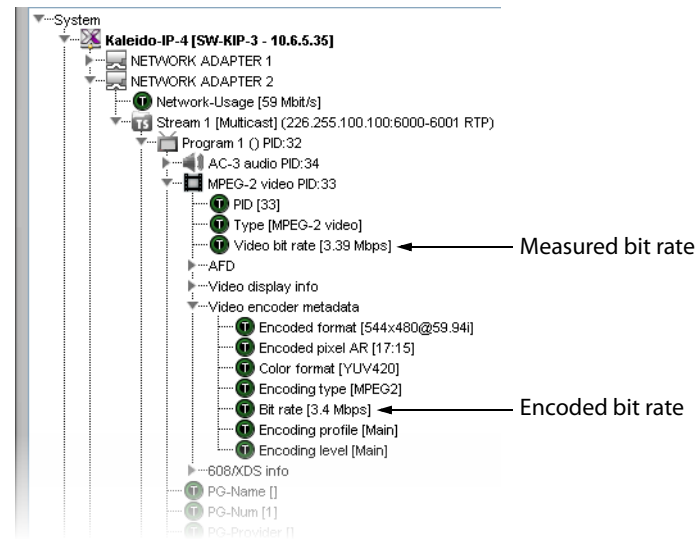 System
Kaleido-IP-4 [SW-KIP-3 - 10.6.5.35]
NETWORK ADAPTER 1
NETWORK ADAPTER 2
T Network-Usage [59 Mbit/s]
TS Stream 1 [Multicast] (226.255.100.100:6000-6001 RTP)
Program 1 () PID:32
AC-3 audio PID:34
MPEG-2 video PID:33
T PID [33]
T Type [MPEG-2 video]
T Video bit rate [3.39 Mbps] Measured bit rate
AFD
Video display info
Video encoder metadata
T Encoded format [544x480@59.94i]
T Encoded pixel AR [17:15]
T Color format [YUV420]
T Encoding type [MPEG2]
T Bit rate [3.4 Mbps] Encoded bit rate
T Encoding profile [Main]
T Encoding level [Main]
608/XDS info
T PG-Name []
T PG-Num [1]
T PG-Provider []